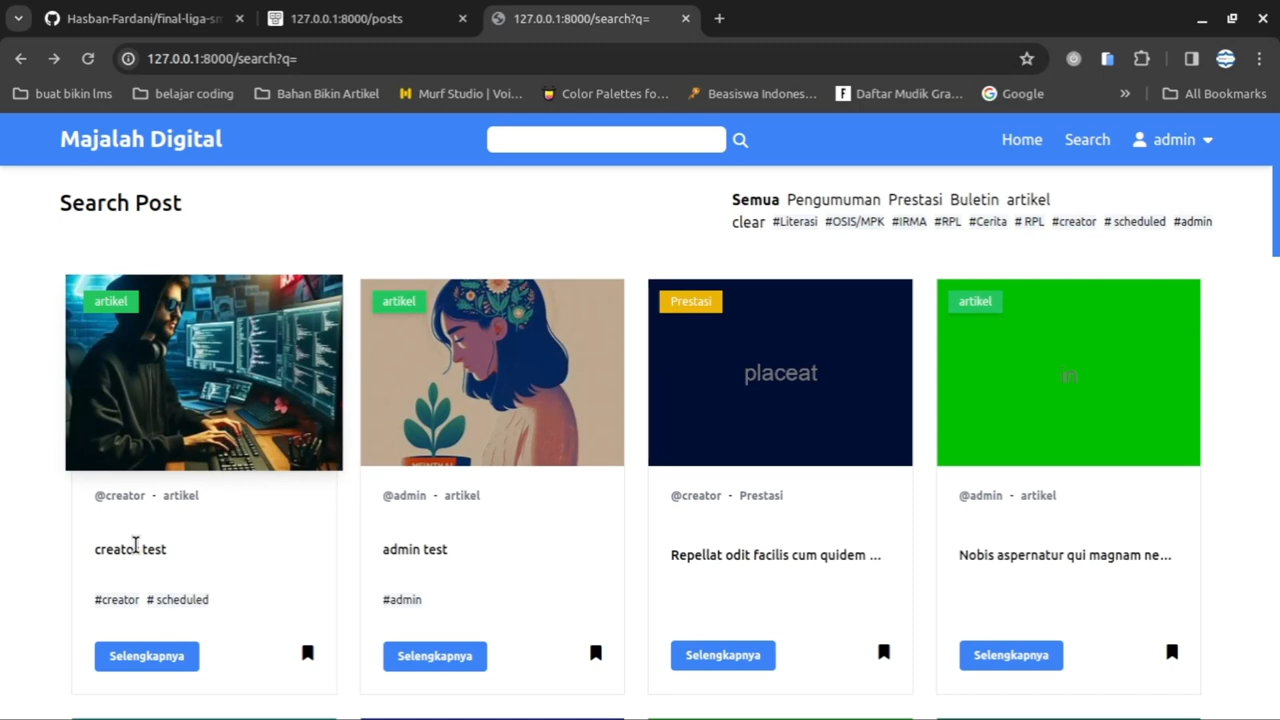 Hasban-Fardani/final-liga-sm
127.0.0.1:8000/posts
127.0.0.1:8000/search?q=
127.0.0.1:8000/search?q=
buat bikin lms
belajar coding
Bahan Bikin Artikel
Murf Studio | Voi...
Color Palettes fo...
Beasiswa Indones...
Daftar Mudik Gra...
Google
All Bookmarks
Majalah Digital
Home
Search
admin
Search Post
Semua Pengumuman Prestasi Buletin artikel
clear #Literasi #OSIS/MPK #IRMA #RPL #Cerita # RPL #creator # scheduled #admin
artikel
@creator - artikel
creator test
#creator # scheduled
Selengkapnya
artikel
@admin - artikel
admin test
#admin
Selengkapnya
Prestasi
placeat
@creator - Prestasi
Repellat odit facilis cum quidem ...
Selengkapnya
artikel
in
@admin - artikel
Nobis aspernatur qui magnam ne...
Selengkapnya